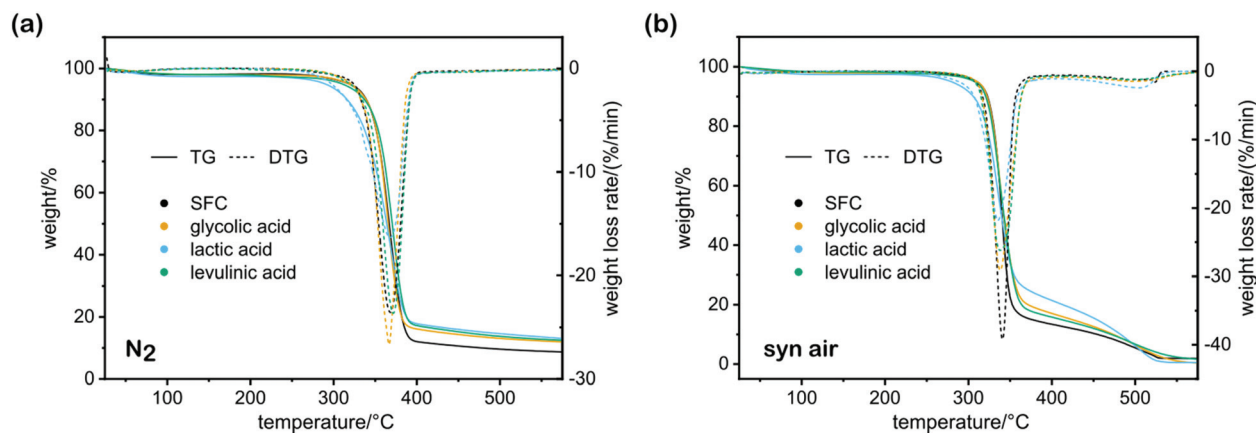 (a)
100
80
60
40
20
0
weight/%
TG
DTG
SFC
glycolic acid
lactic acid
levulinic acid
N2
100
200
300
400
500
temperature/°C
0
-10
-20
-30
weight loss rate/(%/min)
(b)
100
80
60
40
20
0
weight/%
TG
DTG
SFC
glycolic acid
lactic acid
levulinic acid
syn air
100
200
300
400
500
temperature/°C
0
-10
-20
-30
-40
weight loss rate/(%/min)